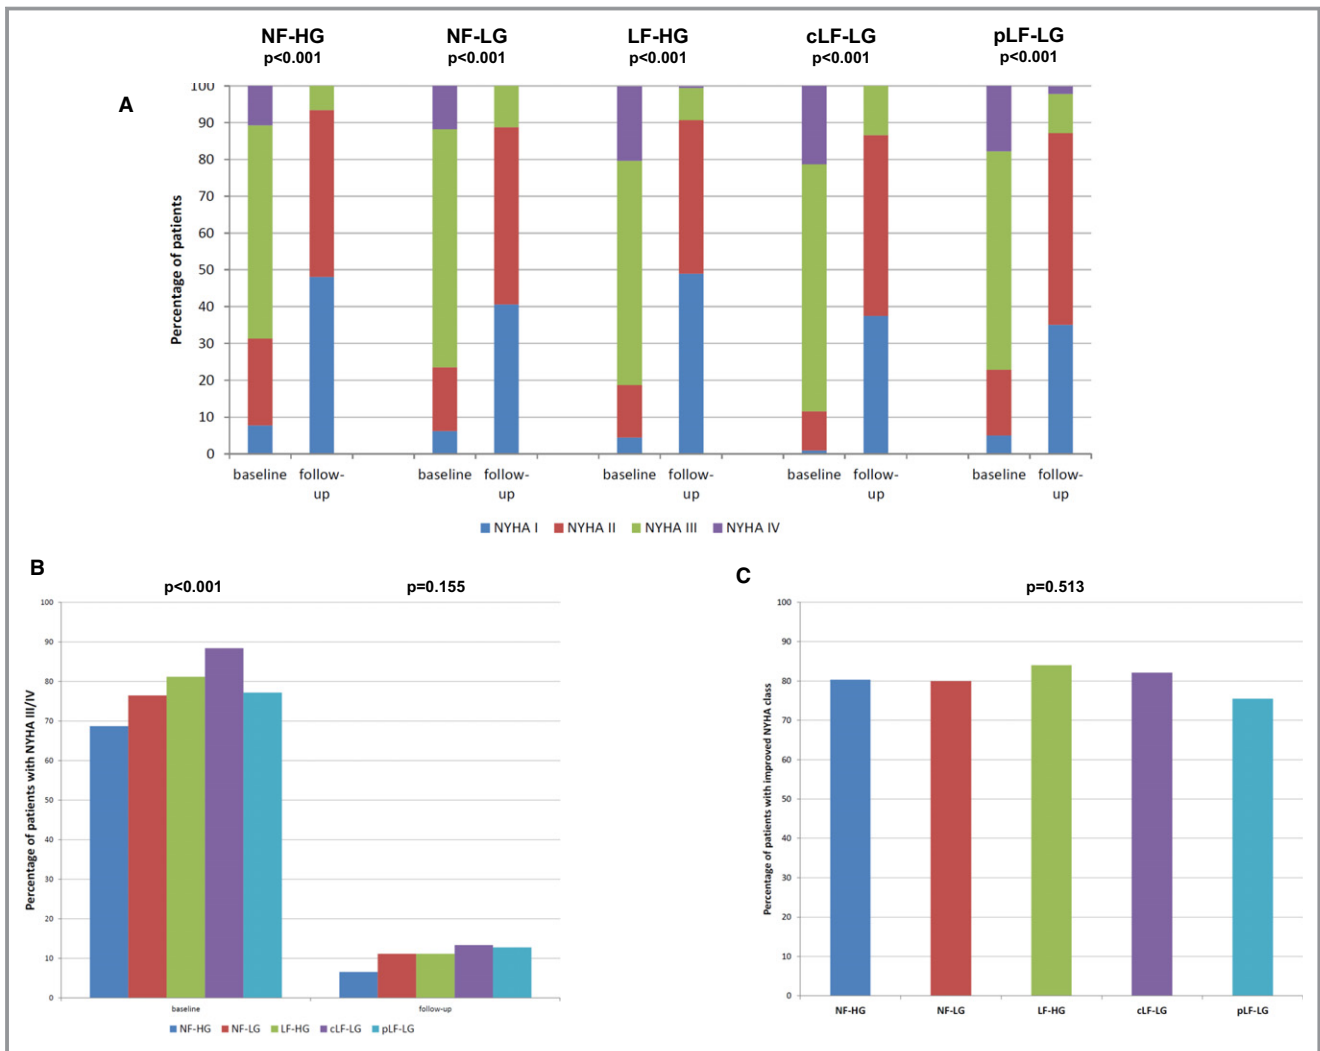 NF-HG NF-LG LF-HG cLF-LG pLF-LG
p<0.001 p<0.001 p<0.001 p<0.001 p<0.001
A
Percentage of patients
100
90
80
70
60
50
40
30
20
10
0
baseline follow-up baseline follow-up baseline follow-up baseline follow-up baseline follow-up
NYHA I NYHA II NYHA III NYHA IV
B
p<0.001 p=0.155
Percentage of patients with NYHA III/IV
100
90
80
70
60
50
40
30
20
10
0
baseline follow-up
NF-HG NF-LG LF-HG cLF-LG pLF-LG
C
p=0.513
Percentage of patients with improved NYHA class
100
90
80
70
60
50
40
30
20
10
0
NF-HG NF-LG LF-HG cLF-LG pLF-LG